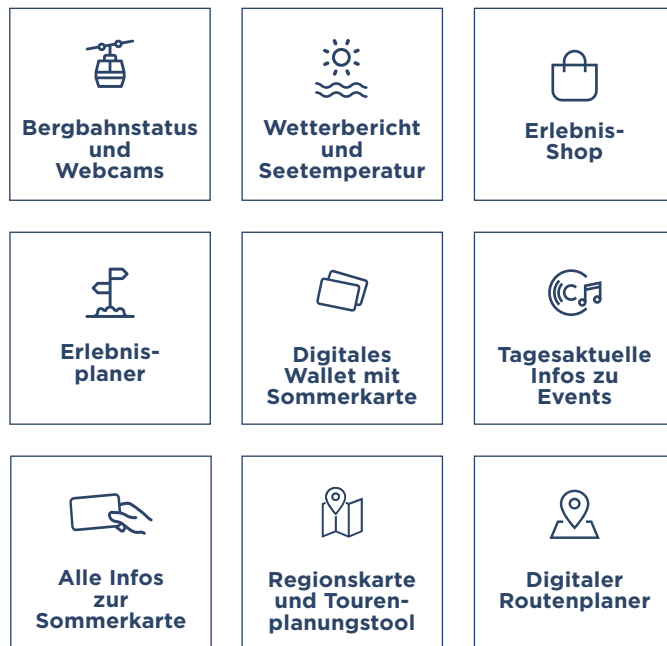 Bergbahnstatus
und
Webcams
Wetterbericht
und
Seetemperatur
Erlebnis-
Shop
Erlebnis-
planer
Digitales
Wallet mit
Sommerkarte
Tagesaktuelle
Infos zu
Events
Alle Infos
zur
Sommerkarte
Regionskarte
und Touren-
planungstool
Digitaler
Routenplaner